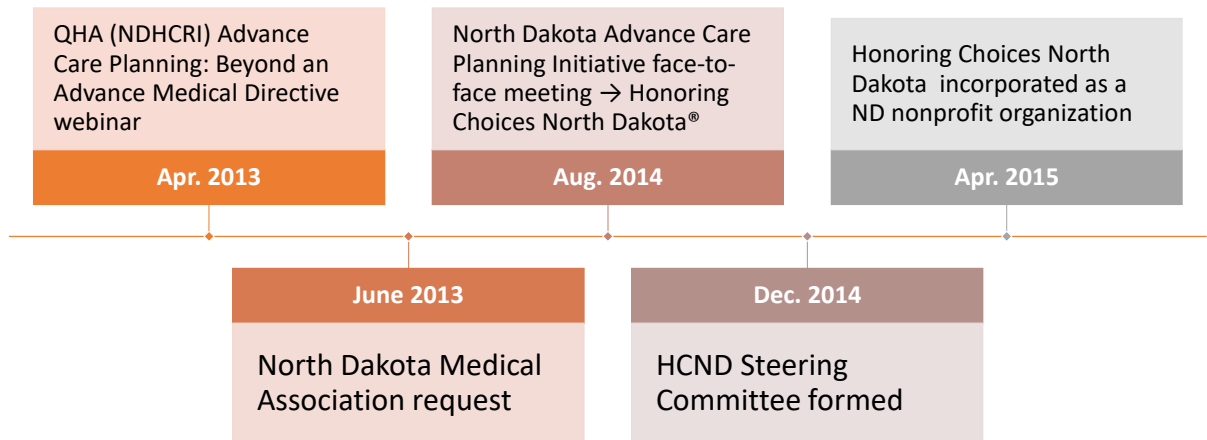 QHA (NDHCRI) Advance
Care Planning: Beyond an
Advance Medical Directive
webinar
Apr. 2013
June 2013
North Dakota Medical
Association request
North Dakota Advance Care
Planning Initiative face-to-
face meeting → Honoring
Choices North Dakota®
Aug. 2014
Dec. 2014
HCND Steering
Committee formed
Honoring Choices North
Dakota  incorporated as a
ND nonprofit organization
Apr. 2015